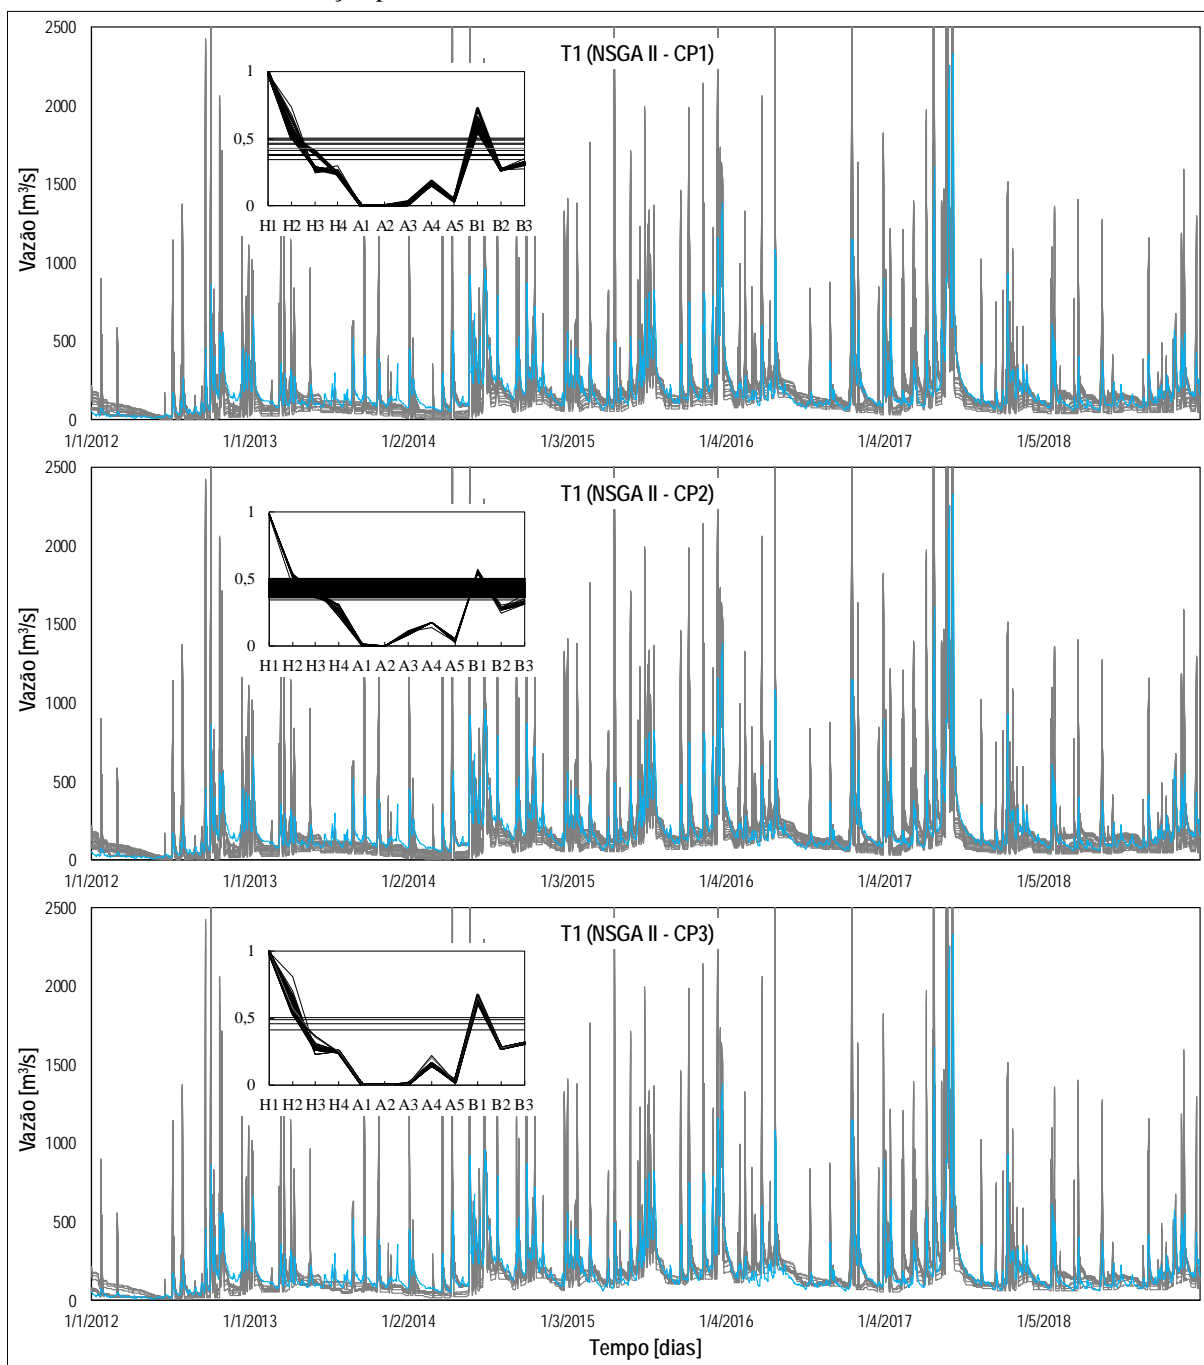 2500
T1 (NSGA II - CP1)
2000
1500
1000
500
0
Vazão [m³/s]
1
0,5
0
H1 H2 H3 H4 A1 A2 A3 A4 A5 B1 B2 B3
1/1/2012 1/1/2013 1/2/2014 1/3/2015 1/4/2016 1/4/2017 1/5/2018
2500
T1 (NSGA II - CP2)
2000
1500
1000
500
0
Vazão [m³/s]
1
0,5
0
H1 H2 H3 H4 A1 A2 A3 A4 A5 B1 B2 B3
1/1/2012 1/1/2013 1/2/2014 1/3/2015 1/4/2016 1/4/2017 1/5/2018
2500
T1 (NSGA II - CP3)
2000
1500
1000
500
0
Vazão [m³/s]
1
0,5
0
H1 H2 H3 H4 A1 A2 A3 A4 A5 B1 B2 B3
1/1/2012 1/1/2013 1/2/2014 1/3/2015 1/4/2016 1/4/2017 1/5/2018
Tempo [dias]